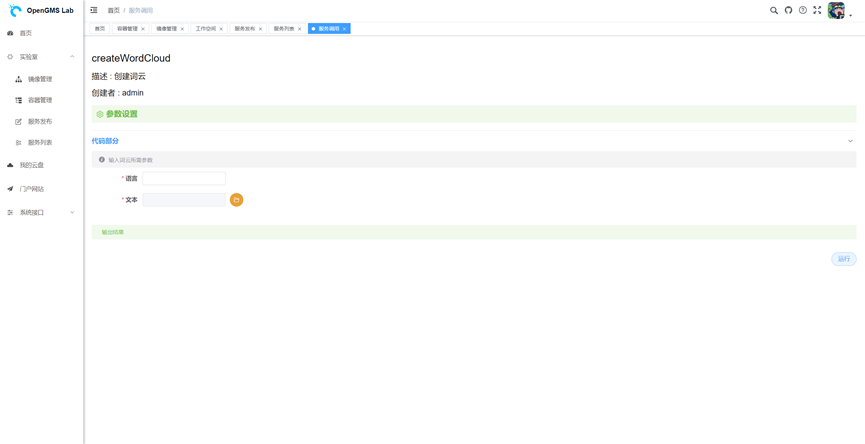 OpenGMS Lab
首页 / 服务调用
首页
容器管理 ×
镜像管理 ×
工作空间 ×
服务发布 ×
服务列表 ×
服务调用 ×
首页
实验室
镜像管理
容器管理
服务发布
服务列表
我的云盘
门户网站
系统接口
createWordCloud
描述 : 创建词云
创建者 : admin
参数设置
代码部分
输入词云所需参数
* 语言
* 文本
输出结果
运行